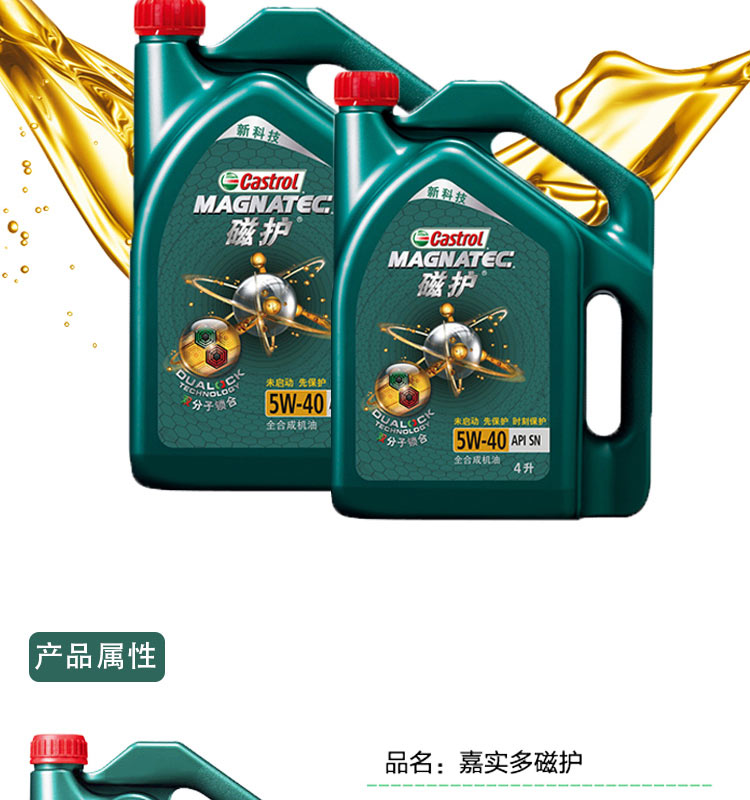 新科技
Castrol
MAGNATEC
磁护®
DUALOCK
TECHNOLOGY
分子锁合
未启动 先保护
5W-40
全合成机油
新科技
Castrol
MAGNATEC
磁护®
DUALOCK
TECHNOLOGY
分子锁合
未启动 先保护 时刻保护
5W-40 API SN
全合成机油
4升
产品属性
品名：嘉实多磁护